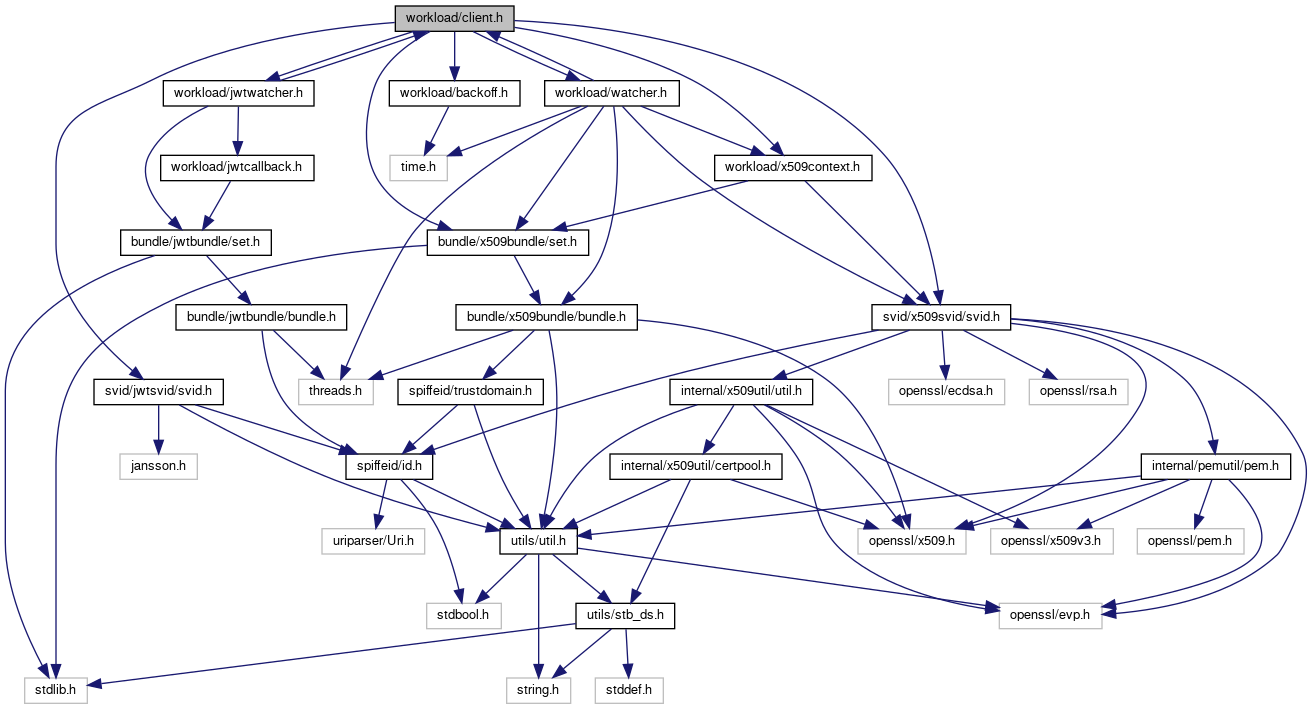 workload/client.h
workload/jwtwatcher.h
workload/backoff.h
workload/watcher.h
workload/jwtcallback.h
time.h
workload/x509context.h
bundle/jwtbundle/set.h
bundle/x509bundle/set.h
bundle/jwtbundle/bundle.h
bundle/x509bundle/bundle.h
svid/x509svid/svid.h
svid/jwtsvid/svid.h
threads.h
spiffeid/trustdomain.h
internal/x509util/util.h
openssl/ecdsa.h
openssl/rsa.h
jansson.h
spiffeid/id.h
internal/x509util/certpool.h
internal/pemutil/pem.h
uriparser/Uri.h
utils/util.h
openssl/x509.h
openssl/x509v3.h
openssl/pem.h
stdbool.h
utils/stb_ds.h
openssl/evp.h
stdlib.h
string.h
stddef.h